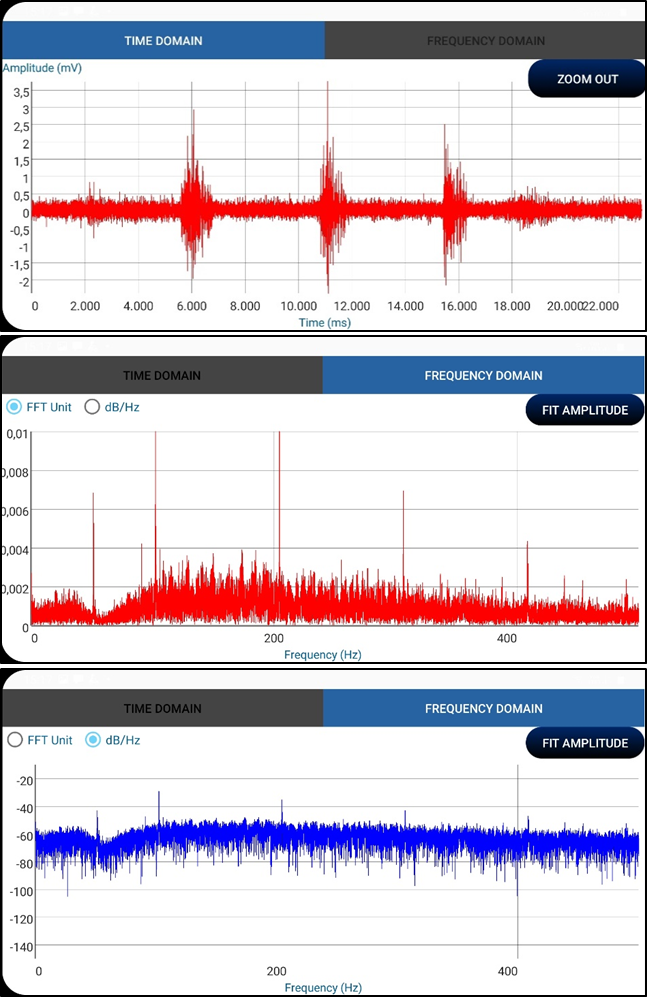 TIME DOMAIN FREQUENCY DOMAIN
Amplitude (mV)
ZOOM OUT
3,5
3
2,5
2
1,5
1
0,5
0
-0,5
-1
-1,5
-2
0 2.000 4.000 6.000 8.000 10.000 12.000 14.000 16.000 18.000 20.00022.000
Time (ms)
TIME DOMAIN FREQUENCY DOMAIN
FFT Unit dB/Hz FIT AMPLITUDE
0,01
0,008
0,006
0,004
0,002
0
0 200 400
Frequency (Hz)
TIME DOMAIN FREQUENCY DOMAIN
FFT Unit dB/Hz FIT AMPLITUDE
-20
-40
-60
-80
-100
-120
-140
0 200 400
Frequency (Hz)